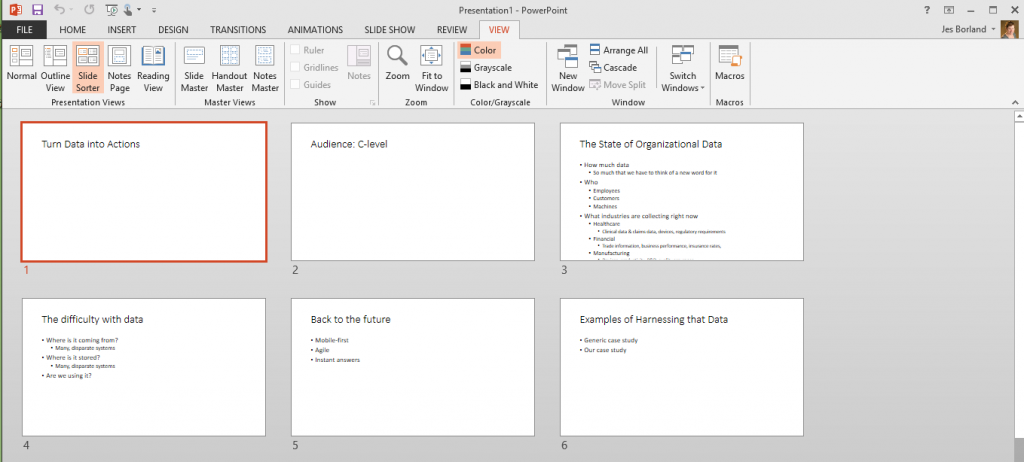 Presentation1 - PowerPoint
FILE HOME INSERT DESIGN TRANSITIONS ANIMATIONS SLIDE SHOW REVIEW VIEW Jes Borland
Normal Outline View Slide Sorter Notes Page Reading View
Presentation Views
Slide Master Handout Master Notes Master
Master Views
Ruler
Gridlines
Guides
Notes
Show
Zoom Fit to Window
Zoom
Color
Grayscale
Black and White
Color/Grayscale
New Window
Arrange All
Cascade
Move Split
Switch Windows
Window
Macros
Macros
Turn Data into Actions
1
Audience: C-level
2
The State of Organizational Data
• How much data
• So much that we have to think of a new word for it
• Who
• Employees
• Customers
• Machines
• What industries are collecting right now
• Healthcare
• Clinical data & claims data, devices, regulatory requirements
• Financial
• Trade information, business performance, insurance rates,
• Manufacturing
3
The difficulty with data
• Where is it coming from?
• Many, disparate systems
• Where is it stored?
• Many, disparate systems
• Are we using it?
4
Back to the future
• Mobile-first
• Agile
• Instant answers
5
Examples of Harnessing that Data
• Generic case study
• Our case study
6